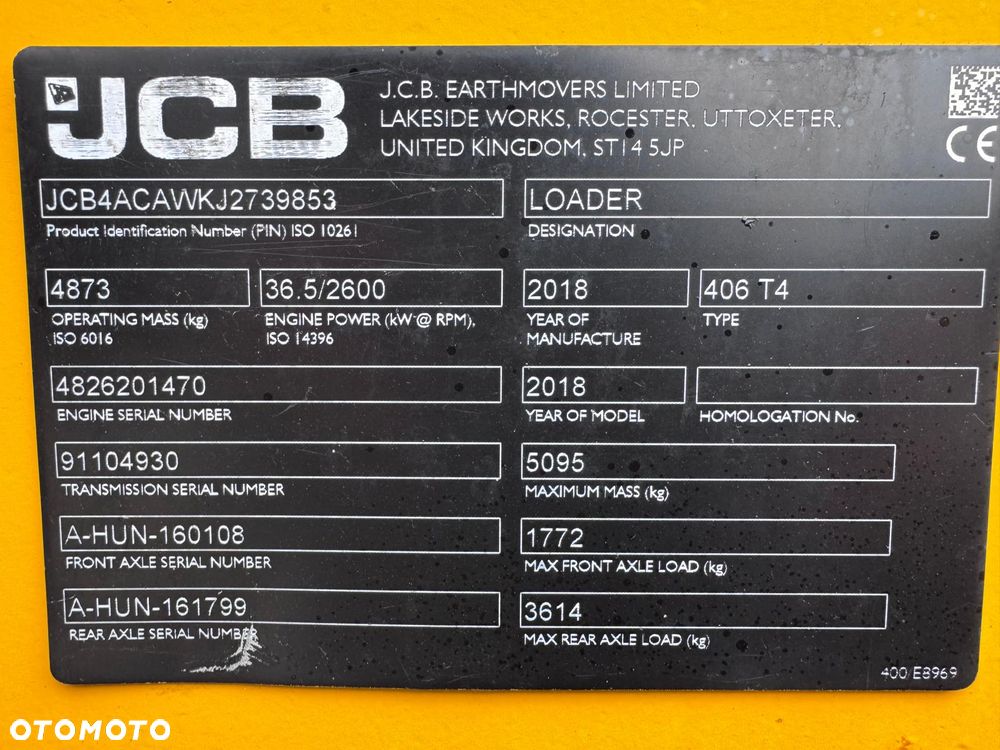 JCB
J.C.B. EARTHMOVERS LIMITED
LAKESIDE WORKS, ROCESTER, UTTOXETER,
UNITED KINGDOM, ST14 5JP
CE
JCB4ACAWKJ2739853
Product Identification Number (PIN) ISO 10261
LOADER
DESIGNATION
4873
OPERATING MASS (kg)
ISO 6016
36.5/2600
ENGINE POWER (kW @ RPM),
ISO 14396
2018
YEAR OF
MANUFACTURE
406 T4
TYPE
4826201470
ENGINE SERIAL NUMBER
2018
YEAR OF MODEL
HOMOLOGATION No.
91104930
TRANSMISSION SERIAL NUMBER
5095
MAXIMUM MASS (kg)
A-HUN-160108
FRONT AXLE SERIAL NUMBER
1772
MAX FRONT AXLE LOAD (kg)
A-HUN-161799
REAR AXLE SERIAL NUMBER
3614
MAX REAR AXLE LOAD (kg)
400/E8969
OTOMOTO